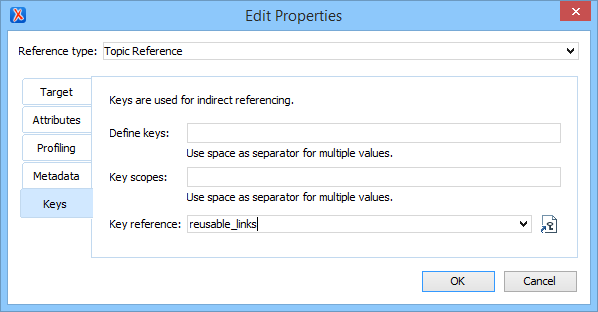 Edit Properties
Reference type: Topic Reference
Target
Attributes
Profiling
Metadata
Keys
Keys are used for indirect referencing.
Define keys:
Use space as separator for multiple values.
Key scopes:
Use space as separator for multiple values.
Key reference: reusable_links
OK
Cancel